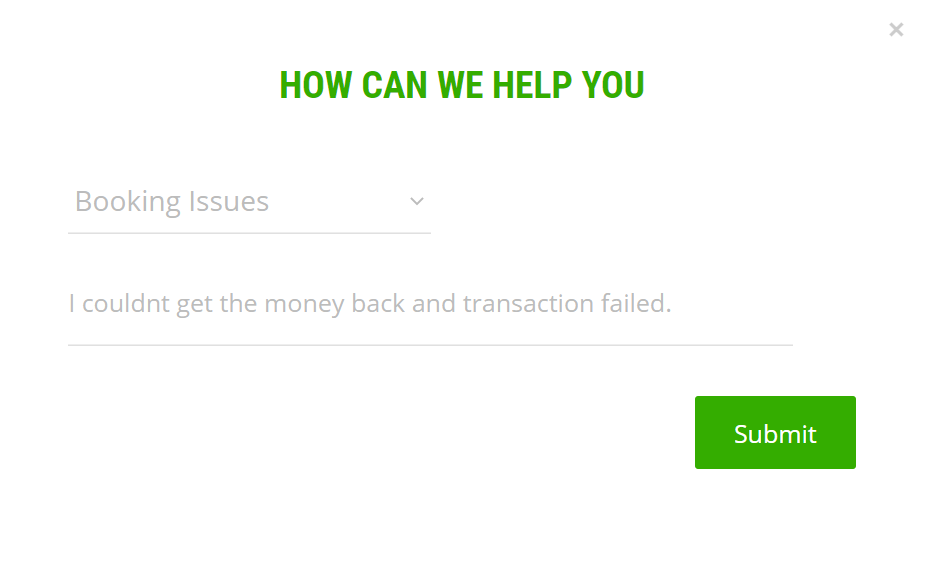 ×
HOW CAN WE HELP YOU
Booking Issues
I couldnt get the money back and transaction failed.
Submit